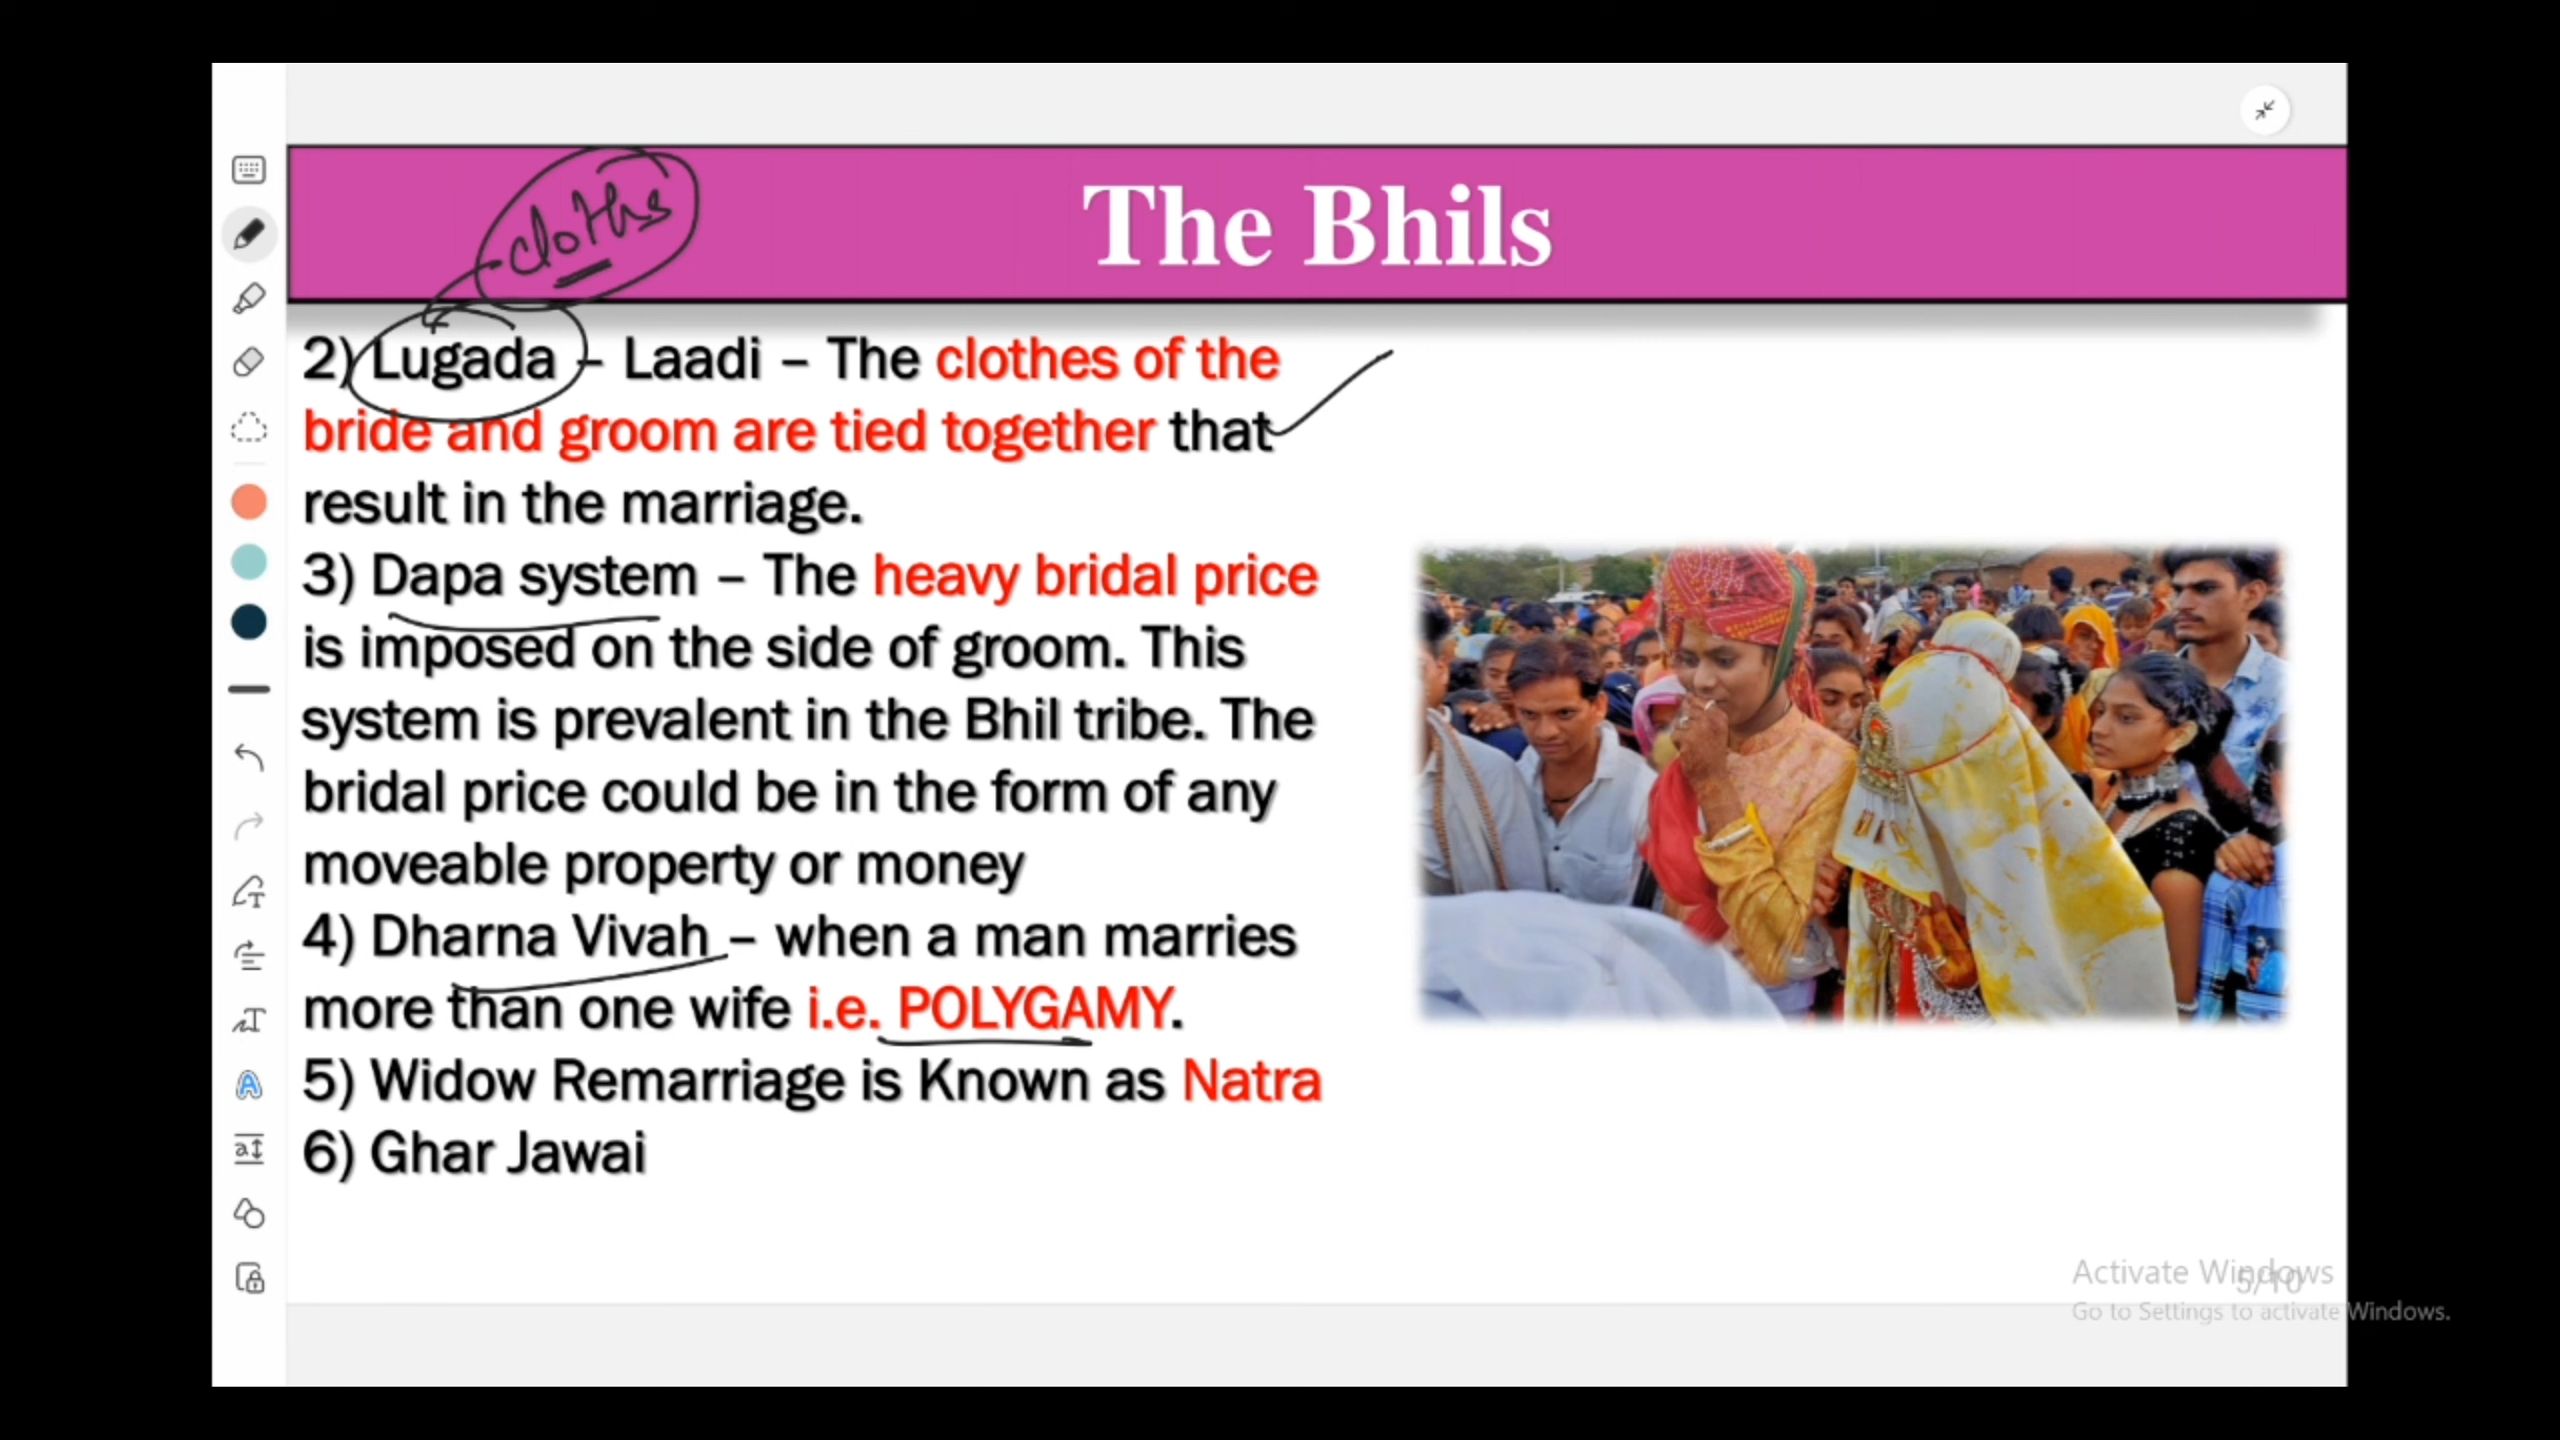 cloths
The Bhils
2) Lugada – Laadi – The clothes of the
bride and groom are tied together that
result in the marriage.
3) Dapa system – The heavy bridal price
is imposed on the side of groom. This
system is prevalent in the Bhil tribe. The
bridal price could be in the form of any
moveable property or money
4) Dharna Vivah – when a man marries
more than one wife i.e. POLYGAMY.
5) Widow Remarriage is Known as Natra
6) Ghar Jawai
Activate Windows
5/10
Go to Settings to activate Windows.